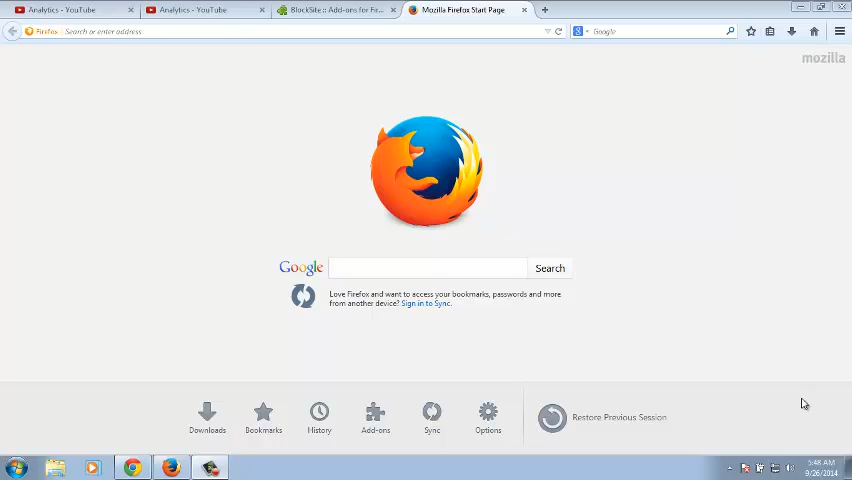 Analytics - YouTube
Analytics - YouTube
BlockSite :: Add-ons for Fir...
Mozilla Firefox Start Page
Firefox
Search or enter address
Google
mozilla
Google
Search
Love Firefox and want to access your bookmarks, passwords and more
from another device? Sign in to Sync.
Downloads
Bookmarks
History
Add-ons
Sync
Options
Restore Previous Session
5:48 AM
9/26/2014